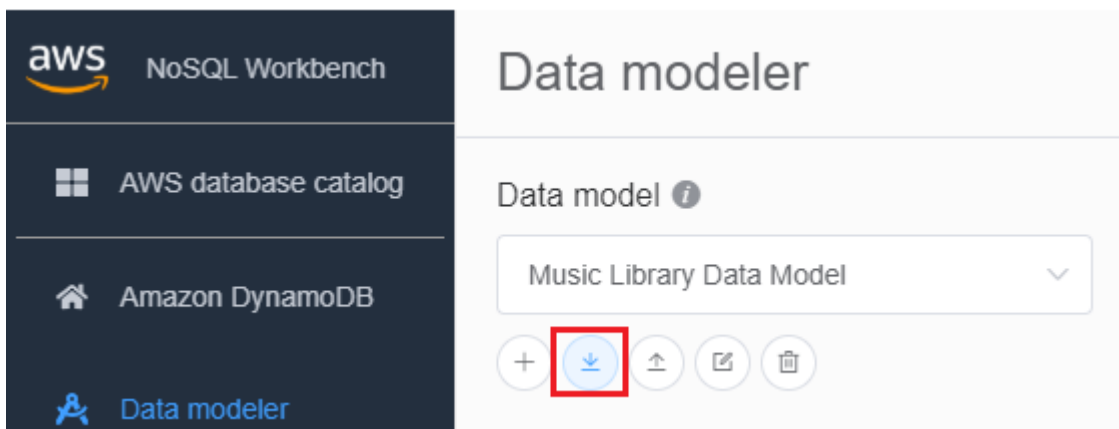 aws
NoSQL Workbench
AWS database catalog
Amazon DynamoDB
Data modeler
Data modeler
Data model i
Music Library Data Model